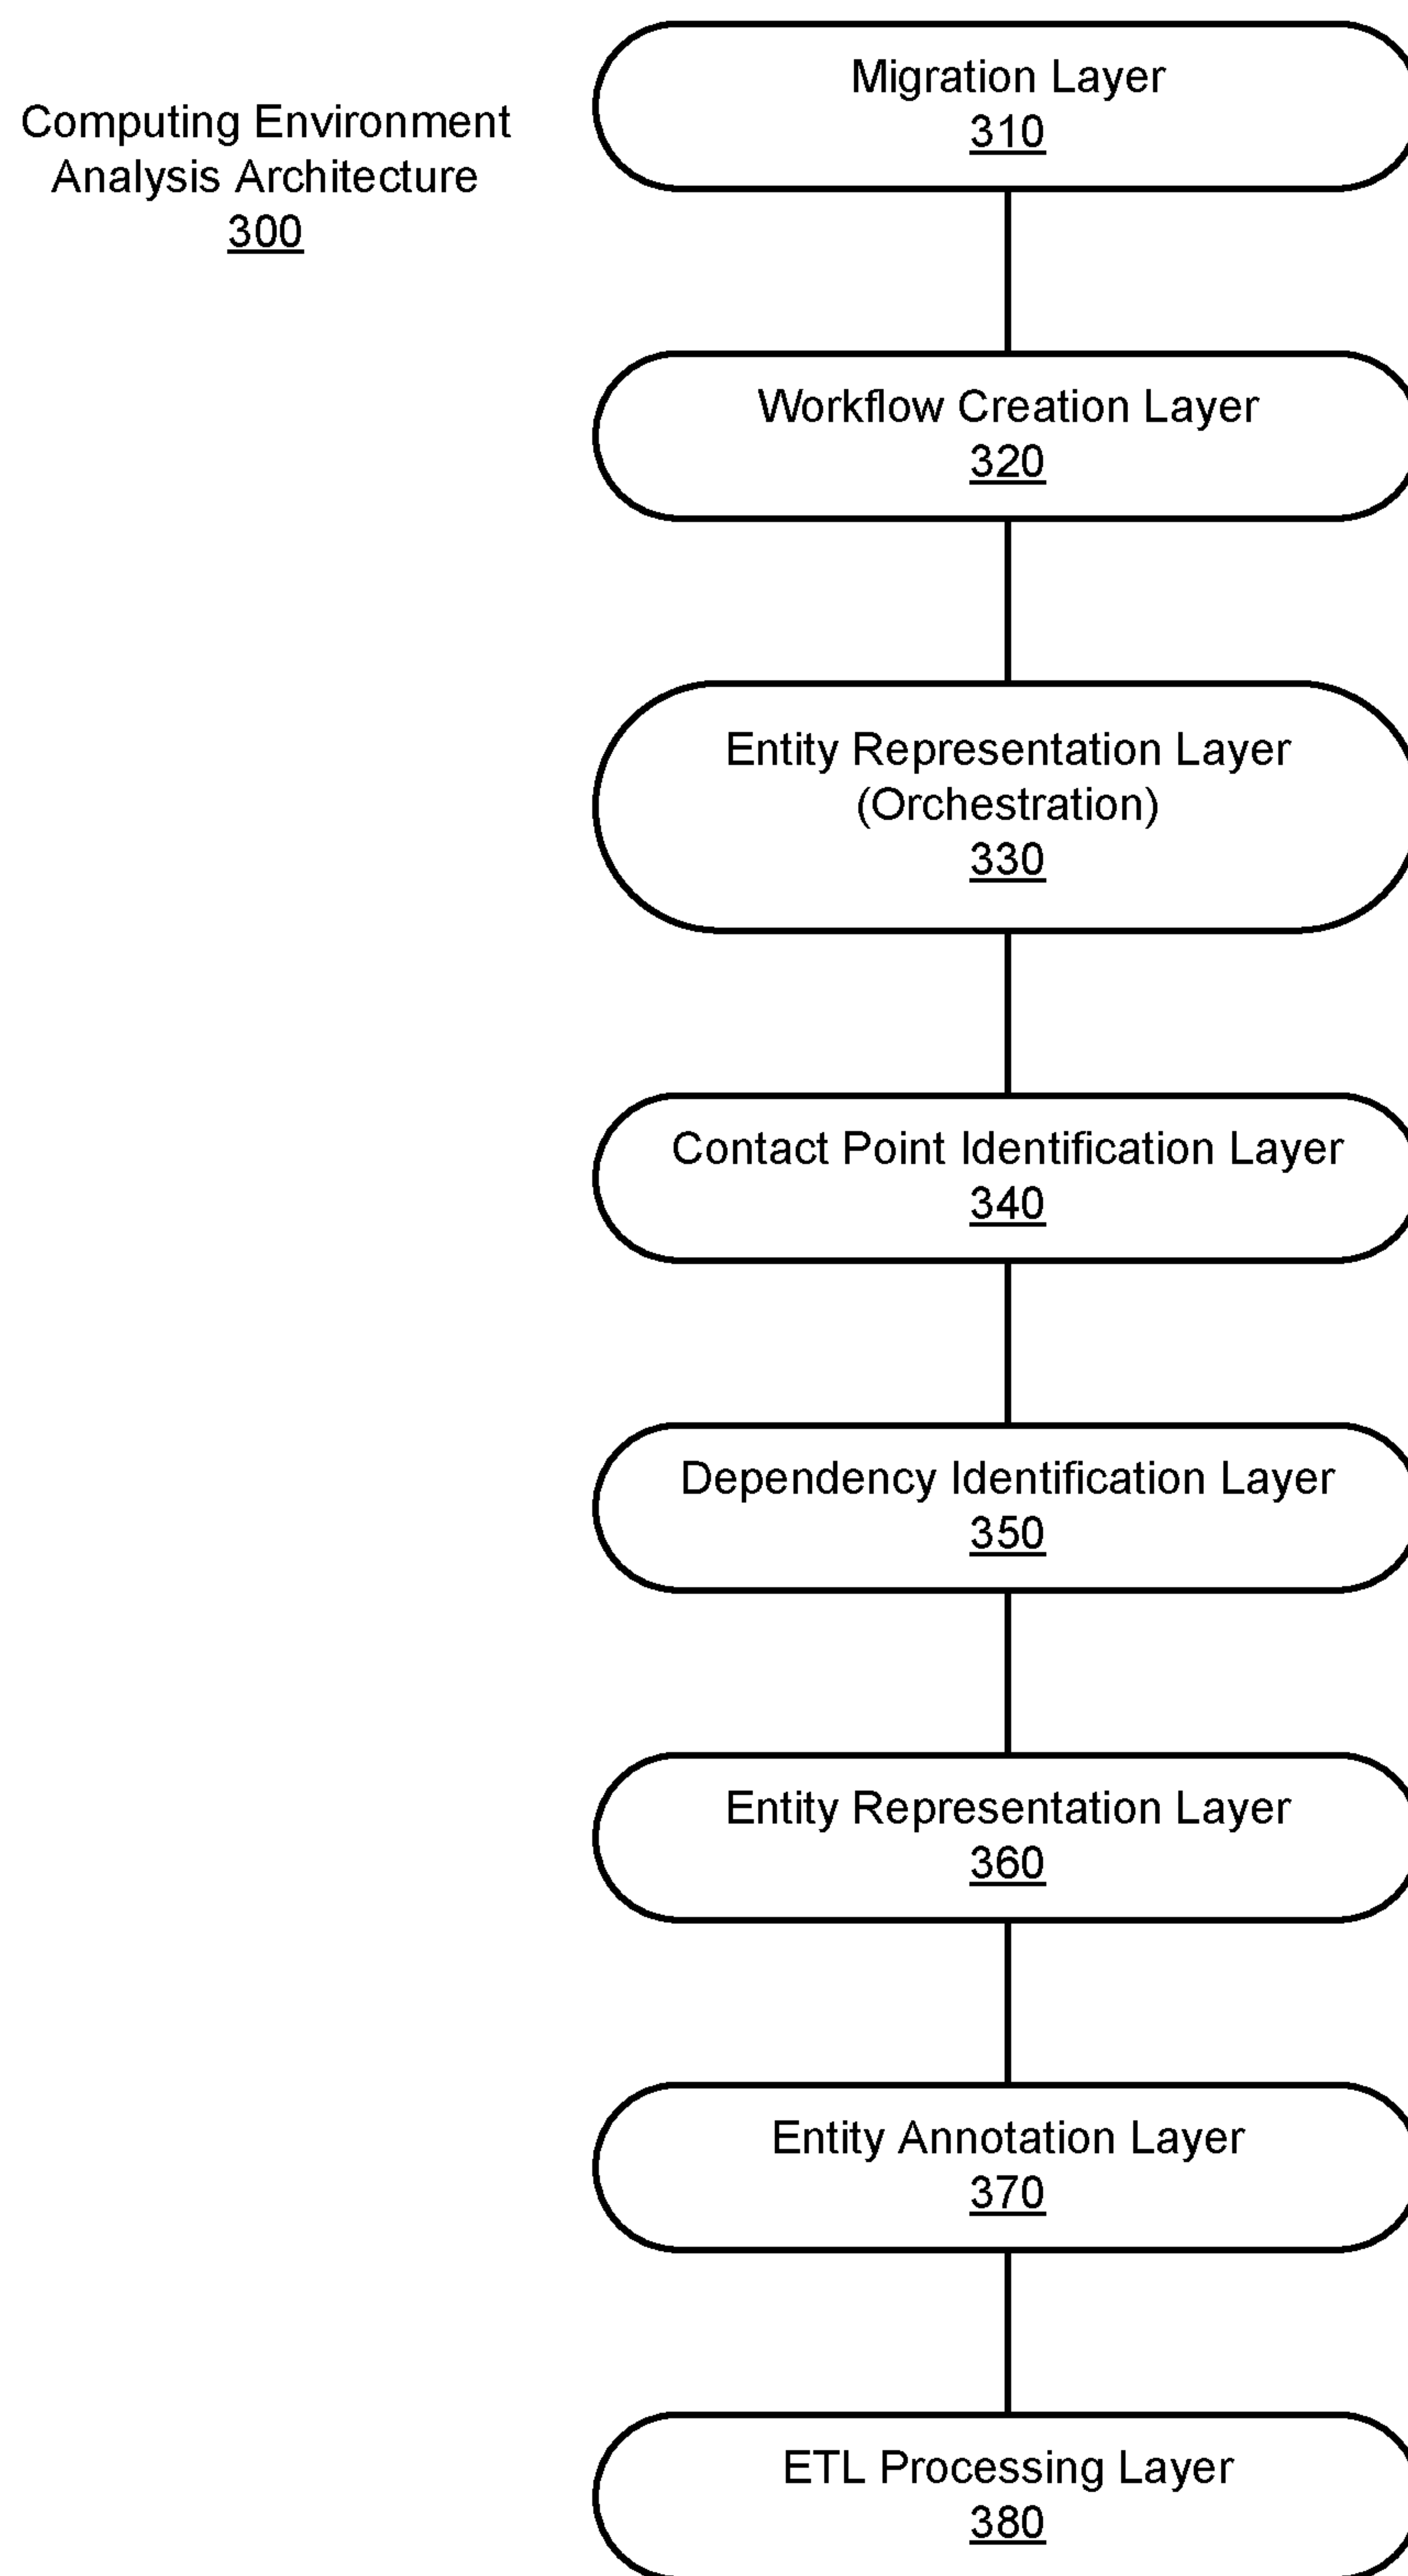 Computing Environment
Analysis Architecture
300
Migration Layer
310
Workflow Creation Layer
320
Entity Representation Layer
(Orchestration)
330
Contact Point Identification Layer
340
Dependency Identification Layer
350
Entity Representation Layer
360
Entity Annotation Layer
370
ETL Processing Layer
380